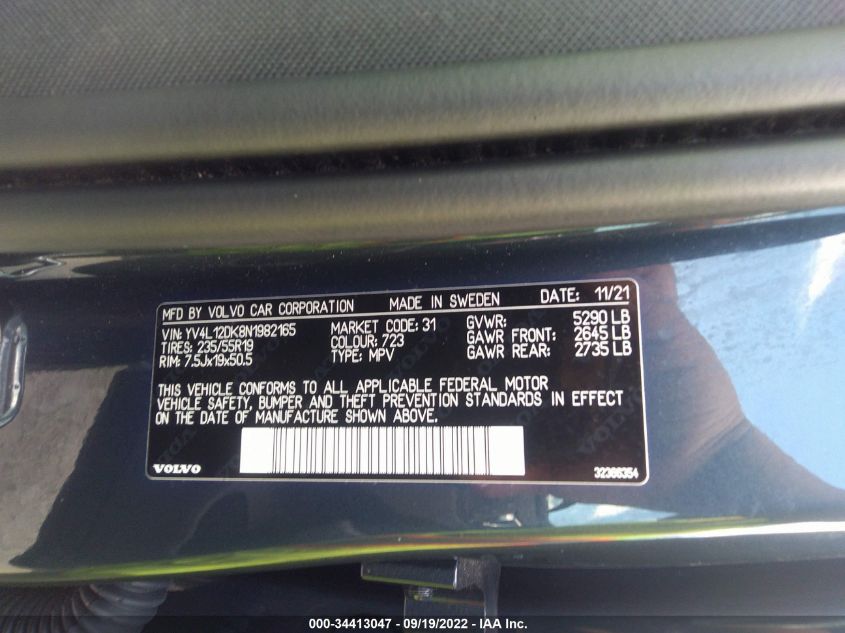 MFD BY VOLVO CAR CORPORATION MADE IN SWEDEN DATE: 11/21
VIN: YV4L12DK8N1982165 MARKET CODE: 31 GVWR: 5290 LB
TIRES: 235/55R19 COLOUR: 723 GAWR FRONT: 2645 LB
RIM: 7.5Jx19x50.5 TYPE: MPV GAWR REAR: 2735 LB
THIS VEHICLE CONFORMS TO ALL APPLICABLE FEDERAL MOTOR
VEHICLE SAFETY, BUMPER AND THEFT PREVENTION STANDARDS IN EFFECT
ON THE DATE OF MANUFACTURE SHOWN ABOVE.
VOLVO 32386354
000-34413047 - 09/19/2022 - IAA Inc.